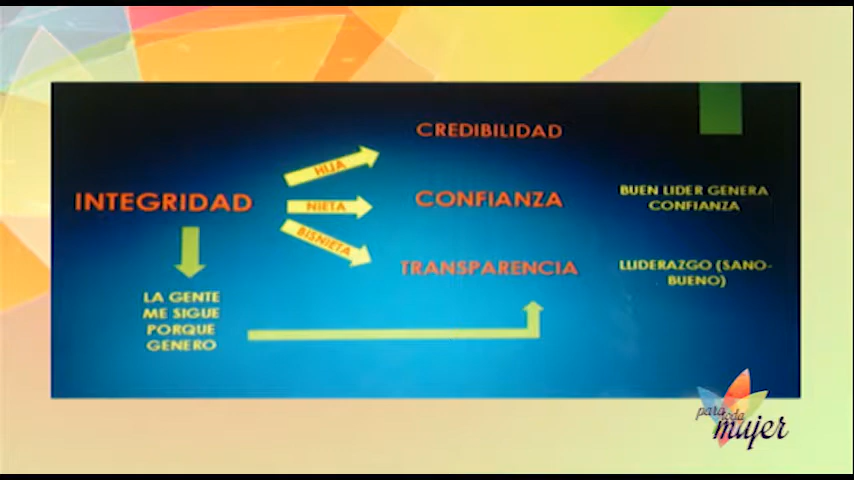 CREDIBILIDAD
HIJA
INTEGRIDAD
NIETA
CONFIANZA
BUEN LIDER GENERA
CONFIANZA
BISNIETA
TRANSPARENCIA
LLIDERAZGO (SANO-
BUENO)
LA GENTE
ME SIGUE
PORQUE
GENERO
para
toda
mujer